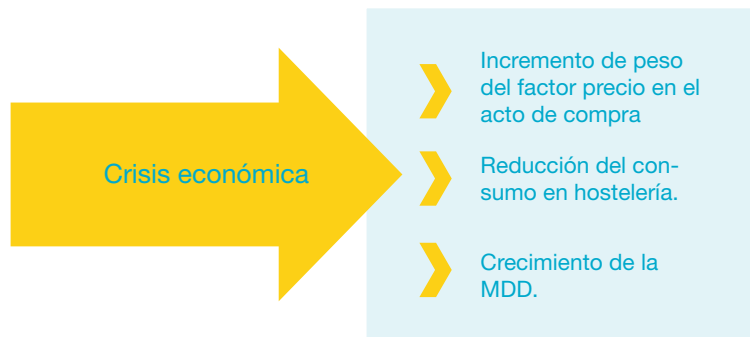 Crisis económica
Incremento de peso
del factor precio en el
acto de compra
Reducción del con-
sumo en hostelería.
Crecimiento de la
MDD.